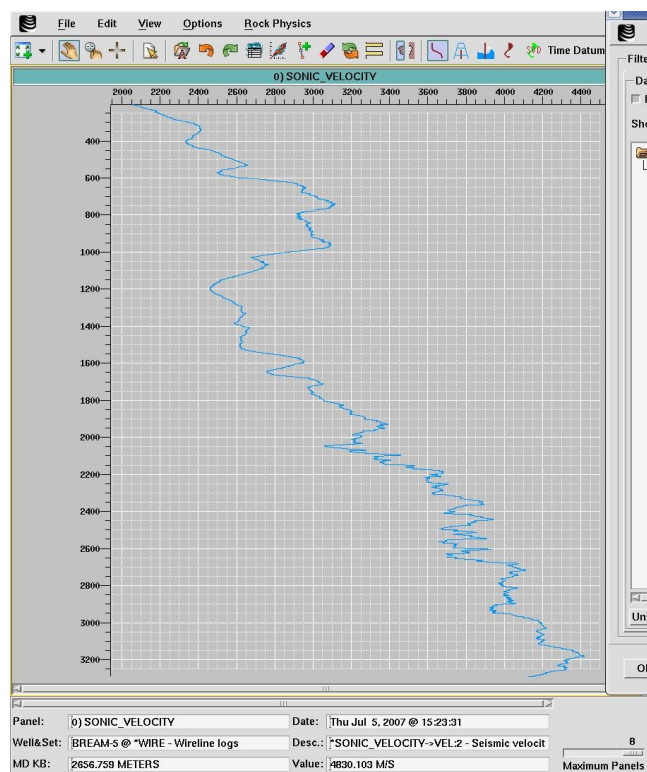 File Edit View Options Rock Physics
Time Datum
0) SONIC_VELOCITY
2000 2200 2400 2600 2800 3000 3200 3400 3600 3800 4000 4200 4400
400
600
800
1000
1200
1400
1600
1800
2000
2200
2400
2600
2800
3000
3200
Filte
Da
Sho
Un
Panel: 0) SONIC_VELOCITY Date: Thu Jul 5, 2007 @ 15:23:31
Well&Set: BREAM-5 @ *WIRE - Wireline logs Desc.: *SONIC_VELOCITY->VEL:2 - Seismic velocit
8
MD KB: 2656.759 METERS Value: 4830.103 M/S Maximum Panels